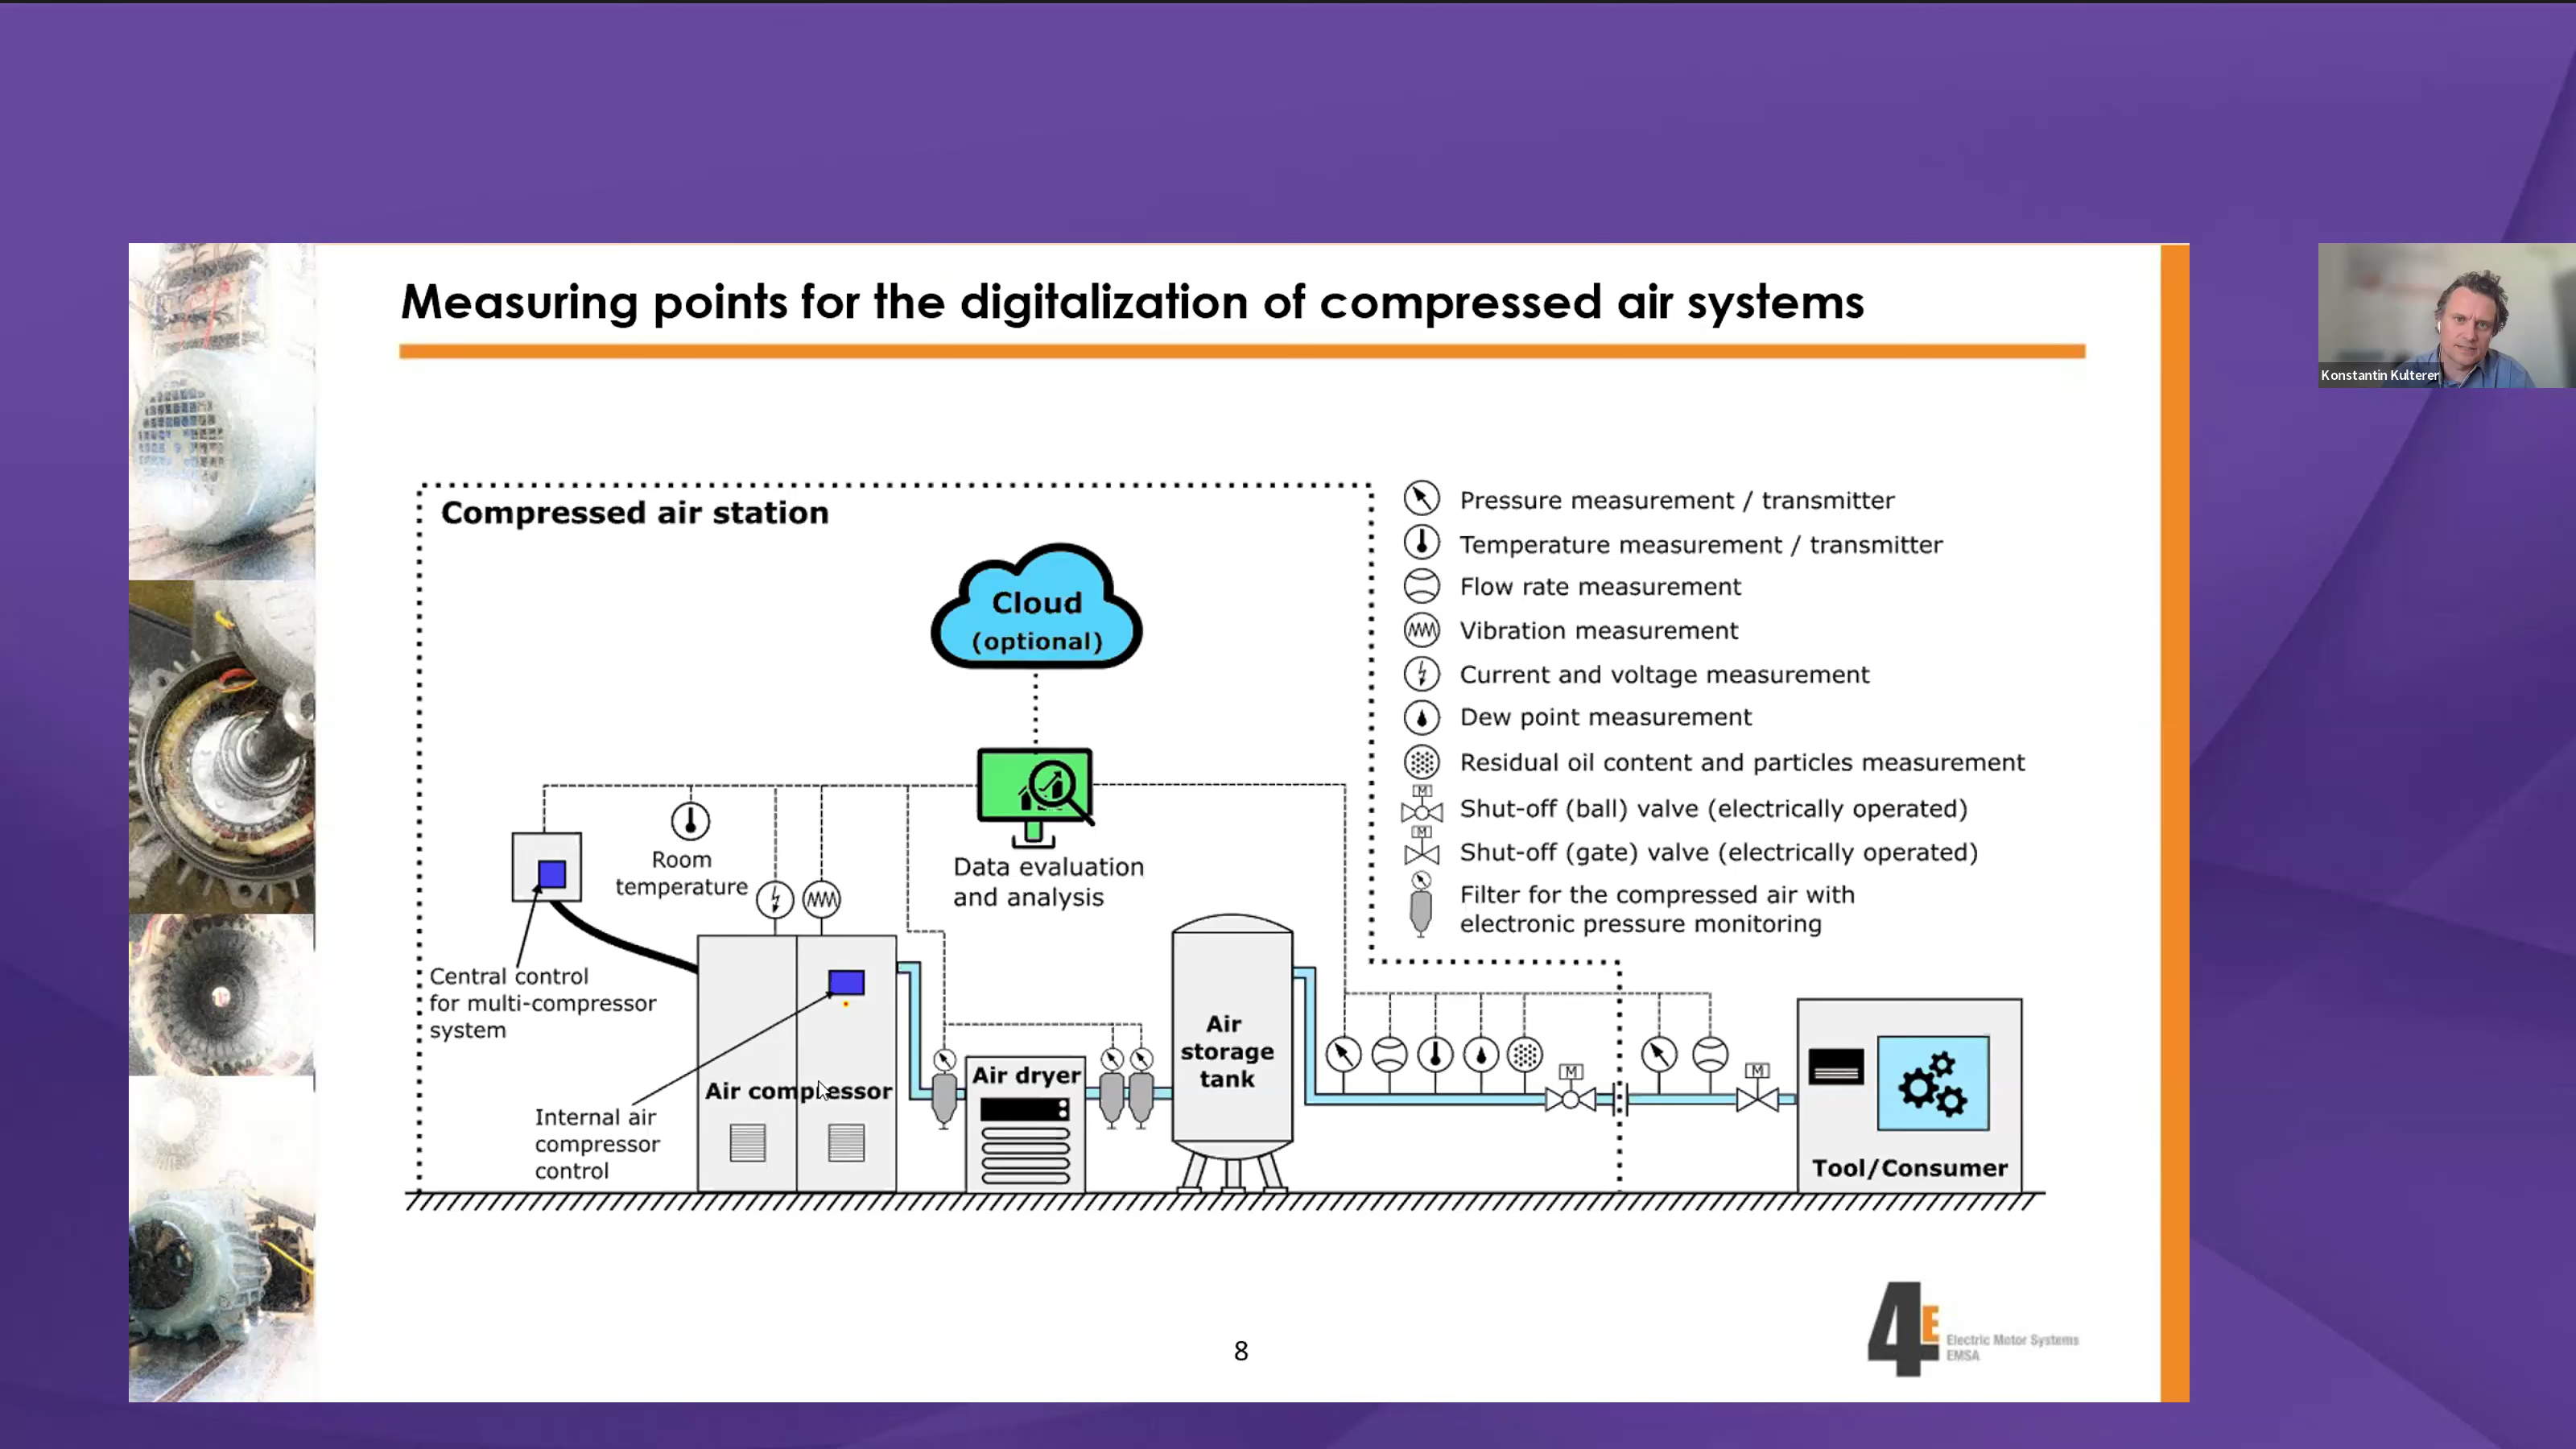 Measuring points for the digitalization of compressed air systems
Konstantin Kulterer
Compressed air station
Cloud
(optional)
Pressure measurement / transmitter
Temperature measurement / transmitter
Flow rate measurement
Vibration measurement
Current and voltage measurement
Dew point measurement
Residual oil content and particles measurement
M
Shut-off (ball) valve (electrically operated)
M
Shut-off (gate) valve (electrically operated)
Filter for the compressed air with
electronic pressure monitoring
Room
temperature
Data evaluation
and analysis
Central control
for multi-compressor
system
Internal air
compressor
control
Air compressor
Air dryer
Air
storage
tank
M
M
Tool/Consumer
8
4E
Electric Motor Systems
EMSA